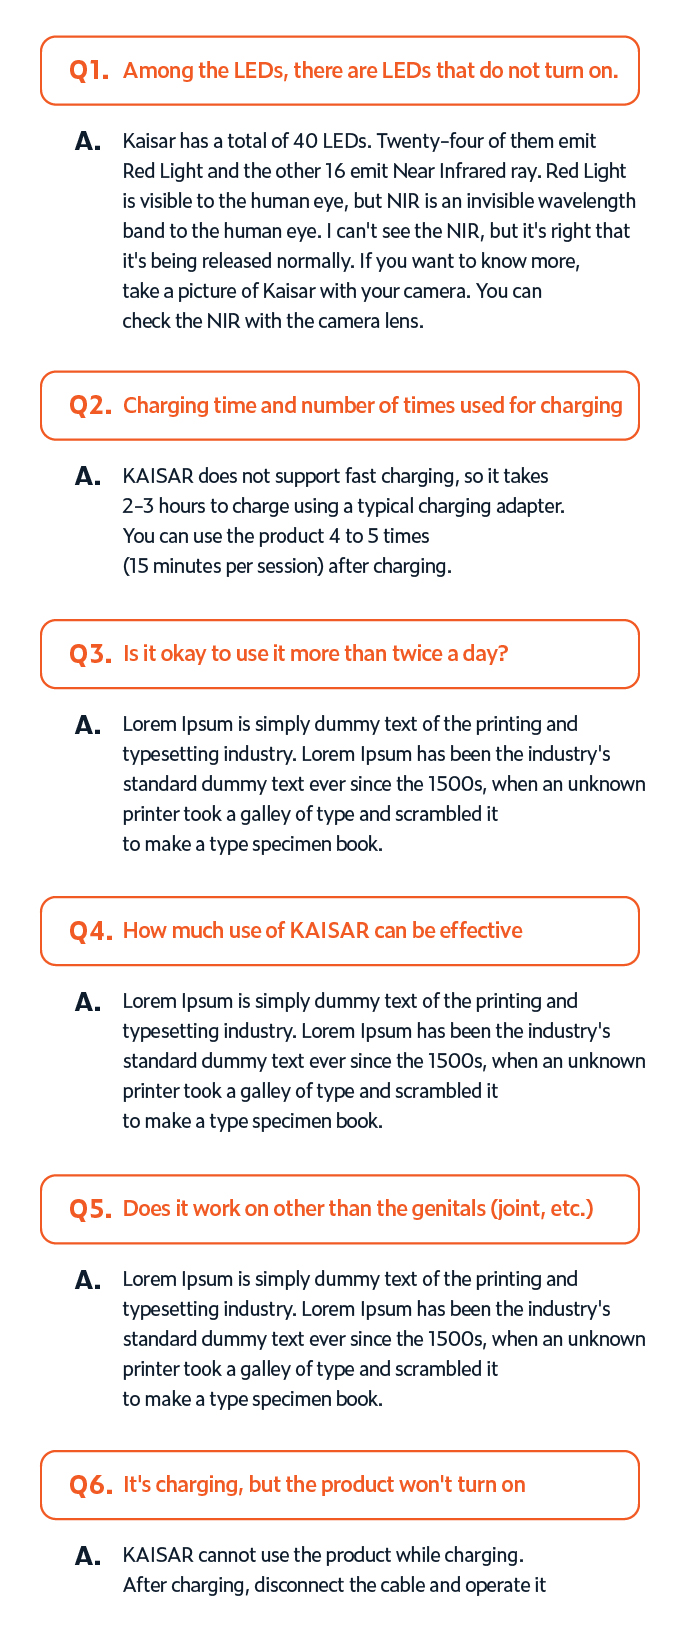 Q1. Among the LEDs, there are LEDs that do not turn on.
A. Kaisar has a total of 40 LEDs. Twenty-four of them emit
Red Light and the other 16 emit Near Infrared ray. Red Light
is visible to the human eye, but NIR is an invisible wavelength
band to the human eye. I can't see the NIR, but it's right that
it's being released normally. If you want to know more,
take a picture of Kaisar with your camera. You can
check the NIR with the camera lens.
Q2. Charging time and number of times used for charging
A. KAISAR does not support fast charging, so it takes
2-3 hours to charge using a typical charging adapter.
You can use the product 4 to 5 times
(15 minutes per session) after charging.
Q3. Is it okay to use it more than twice a day?
A. Lorem Ipsum is simply dummy text of the printing and
typesetting industry. Lorem Ipsum has been the industry's
standard dummy text ever since the 1500s, when an unknown
printer took a galley of type and scrambled it
to make a type specimen book.
Q4. How much use of KAISAR can be effective
A. Lorem Ipsum is simply dummy text of the printing and
typesetting industry. Lorem Ipsum has been the industry's
standard dummy text ever since the 1500s, when an unknown
printer took a galley of type and scrambled it
to make a type specimen book.
Q5. Does it work on other than the genitals (joint, etc.)
A. Lorem Ipsum is simply dummy text of the printing and
typesetting industry. Lorem Ipsum has been the industry's
standard dummy text ever since the 1500s, when an unknown
printer took a galley of type and scrambled it
to make a type specimen book.
Q6. It's charging, but the product won't turn on
A. KAISAR cannot use the product while charging.
After charging, disconnect the cable and operate it